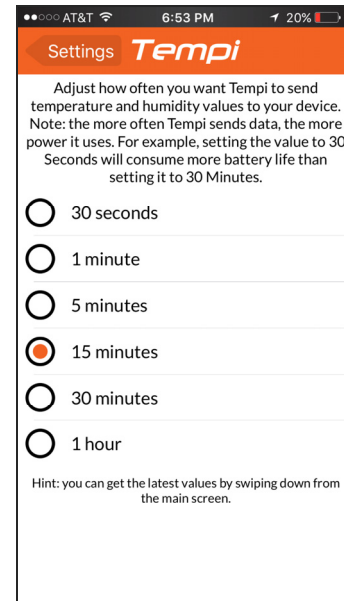 AT&T 6:53 PM 20%
Settings Tempi
Adjust how often you want Tempi to send
temperature and humidity values to your device.
Note: the more often Tempi sends data, the more
power it uses. For example, setting the value to 30
Seconds will consume more battery life than
setting it to 30 Minutes.
30 seconds
1 minute
5 minutes
15 minutes
30 minutes
1 hour
Hint: you can get the latest values by swiping down from
the main screen.